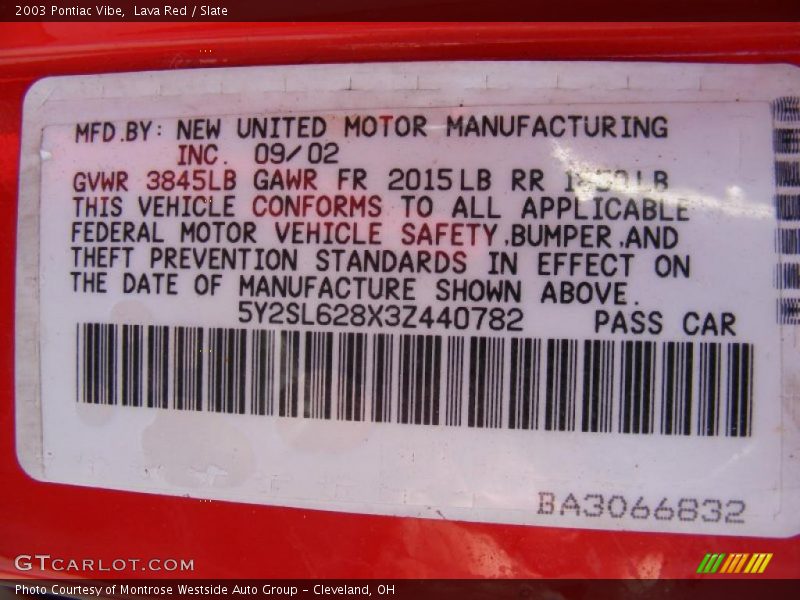 2003 Pontiac Vibe, Lava Red / Slate
MFD.BY: NEW UNITED MOTOR MANUFACTURING
INC. 09/02
GVWR 3845LB GAWR FR 2015LB RR LB
THIS VEHICLE CONFORMS TO ALL APPLICABLE
FEDERAL MOTOR VEHICLE SAFETY,BUMPER,AND
THEFT PREVENTION STANDARDS IN EFFECT ON
THE DATE OF MANUFACTURE SHOWN ABOVE.
5Y2SL628X3Z440782 PASS CAR
BA3066832
GTCARLOT.COM
Photo Courtesy of Montrose Westside Auto Group - Cleveland, OH